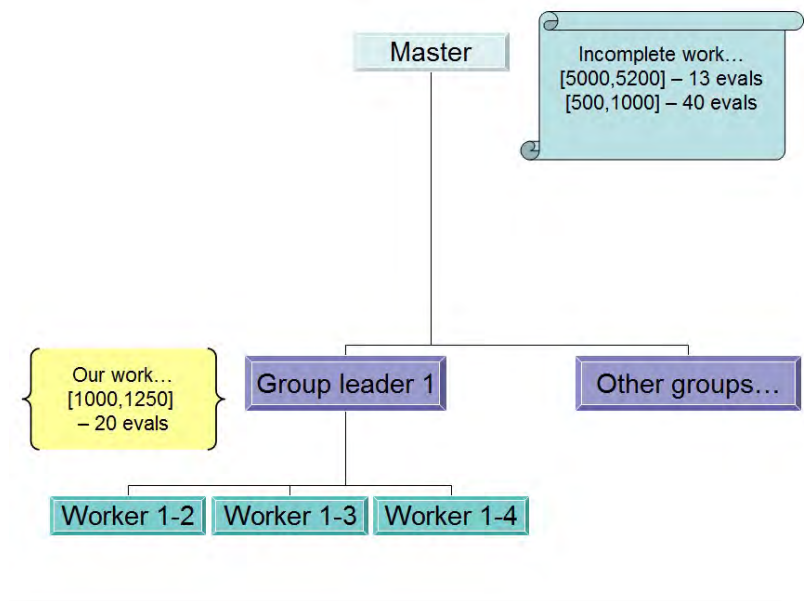 Master
Incomplete work…
[5000,5200] – 13 evals
[500,1000] – 40 evals
Our work…
[1000,1250]
– 20 evals
Group leader 1
Other groups…
Worker 1-2
Worker 1-3
Worker 1-4